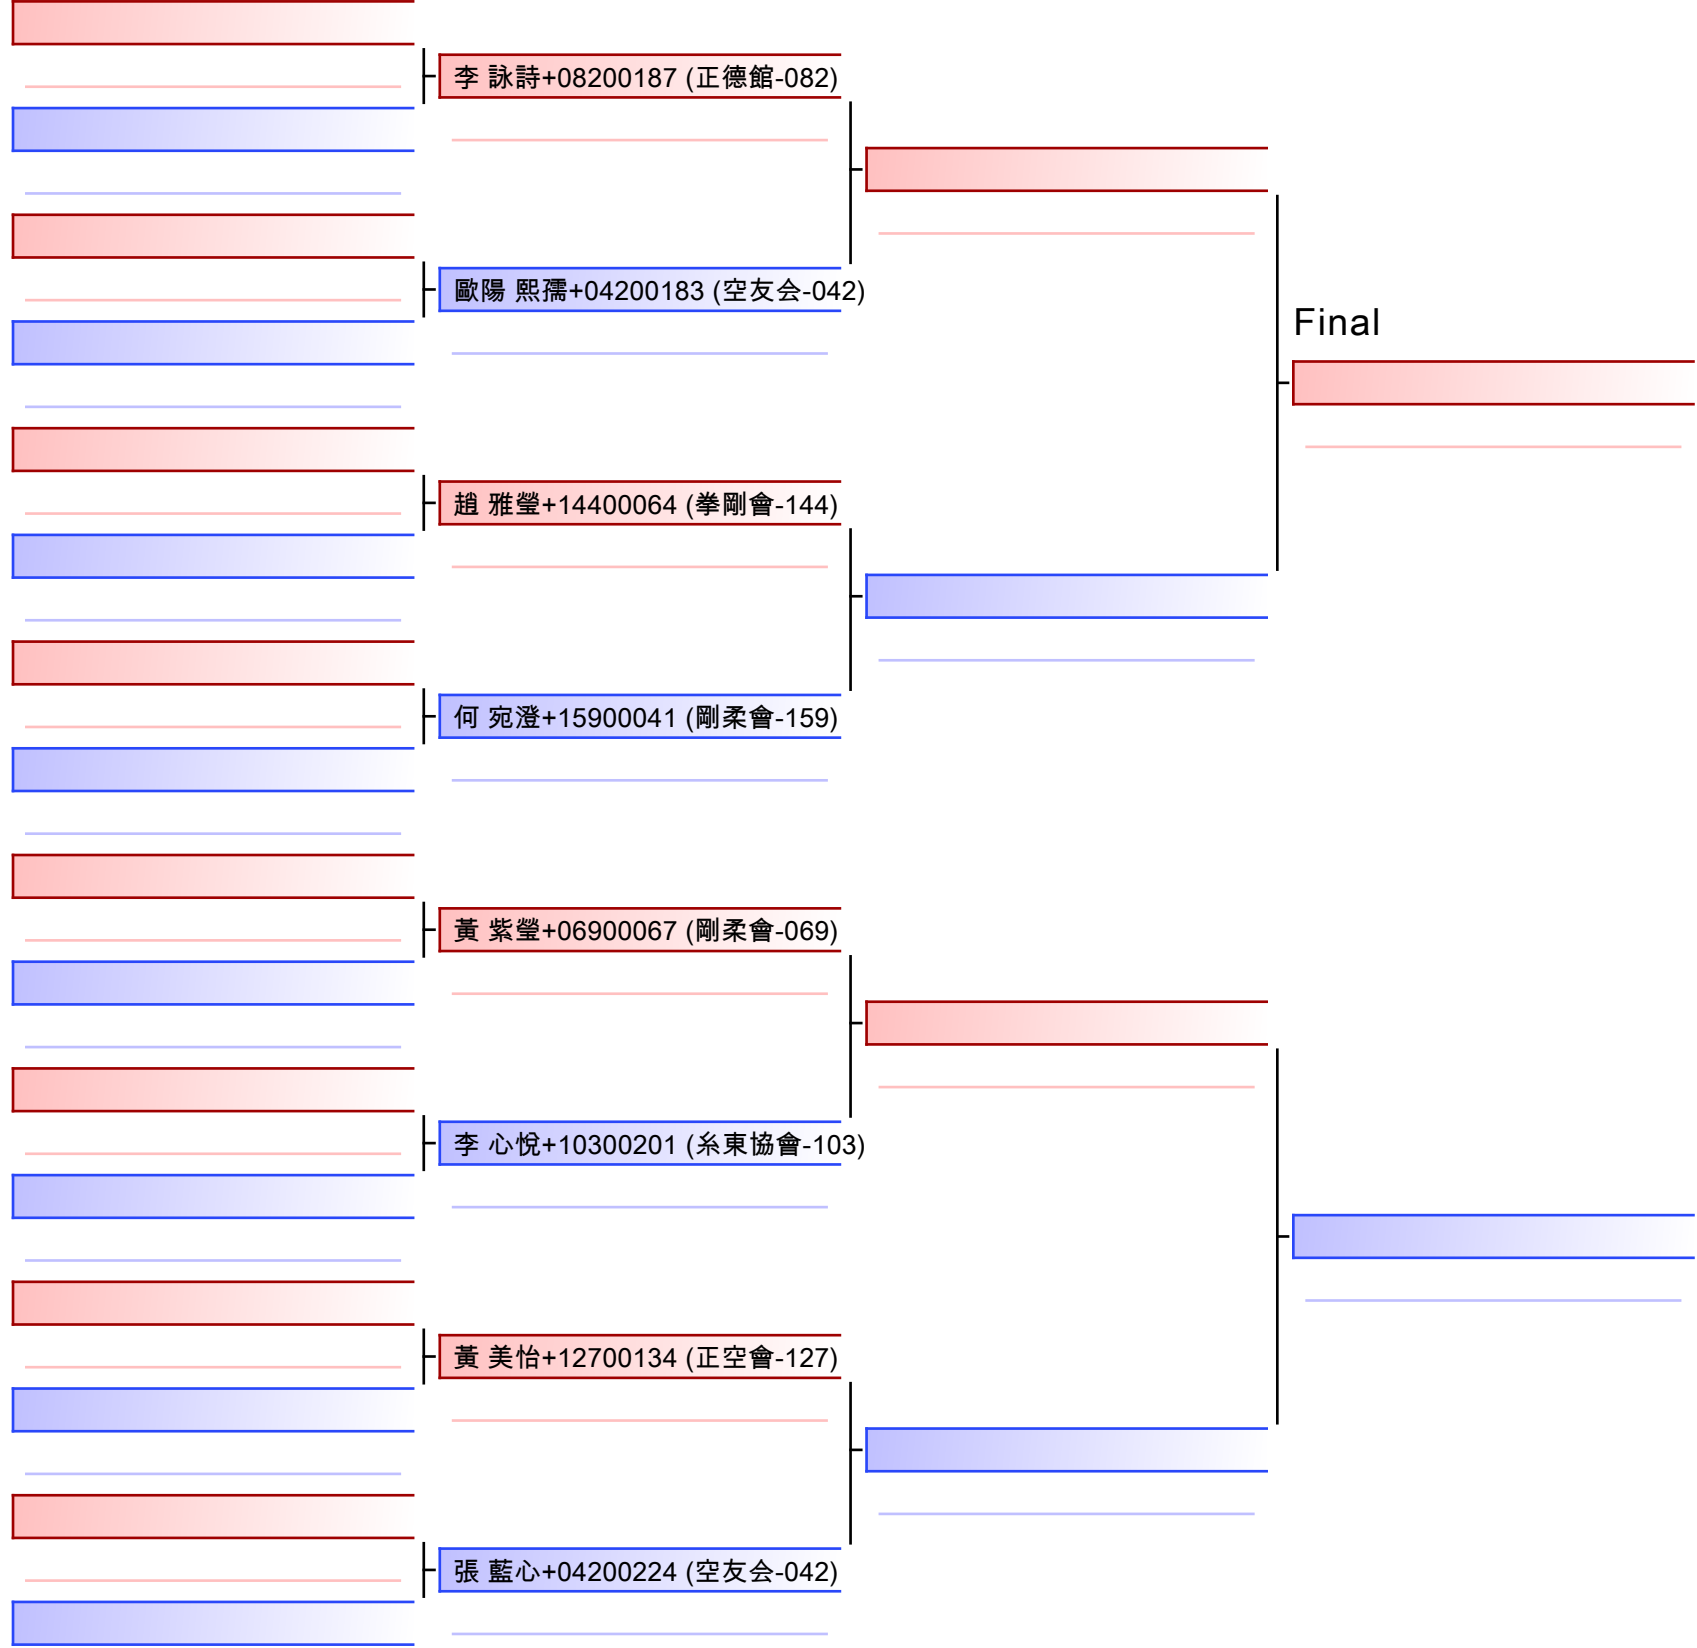 李 詠詩+08200187 (正德館-082)
歐陽 熙孺+04200183 (空友会-042)
Final
趙 雅瑩+14400064 (拳剛會-144)
何 宛澄+15900041 (剛柔會-159)
黃 紫瑩+06900067 (剛柔會-069)
李 心悅+10300201 (糸東協會-103)
黃 美怡+12700134 (正空會-127)
張 藍心+04200224 (空友会-042)